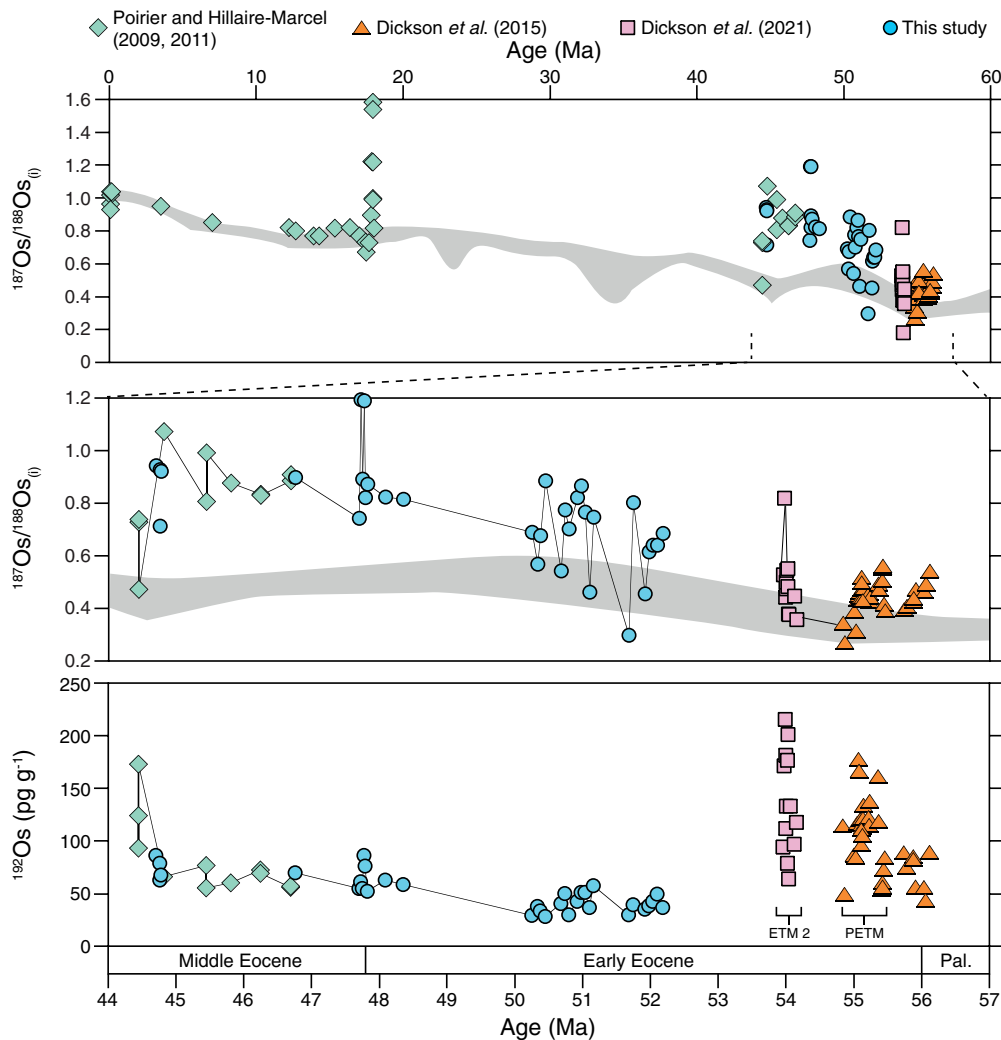 Poirier and Hillaire-Marcel
(2009, 2011)
Dickson et al. (2015)
Dickson et al. (2021)
This study
Age (Ma)
0 10 20 30 40 50 60
1.6
1.4
1.2
1.0
0.8
0.6
0.4
0.2
0
¹⁸⁷Os/¹⁸⁸Os₍ᵢ₎
1.2
1.0
0.8
0.6
0.4
0.2
¹⁸⁷Os/¹⁸⁸Os₍ᵢ₎
250
200
150
100
50
0
¹⁹²Os (pg g⁻¹)
ETM 2 PETM
Middle Eocene Early Eocene Pal.
44 45 46 47 48 49 50 51 52 53 54 55 56 57
Age (Ma)